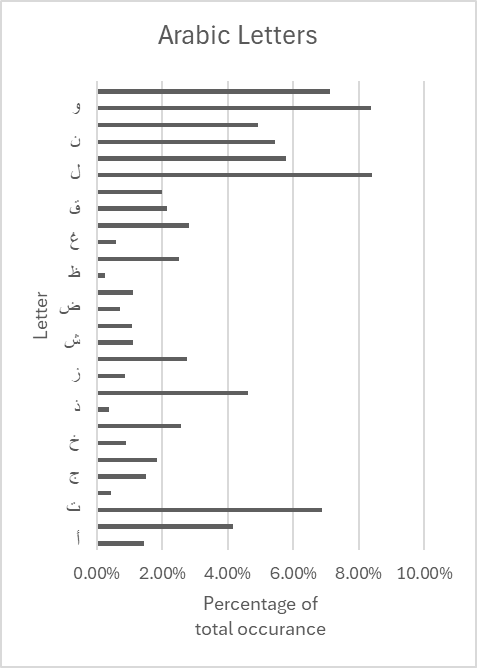 Arabic Letters
و
ن
ل
ق
غ
ظ
ض
ش
ز
ذ
خ
ج
ت
أ
Letter
0.00% 2.00% 4.00% 6.00% 8.00% 10.00%
Percentage of
total occurance